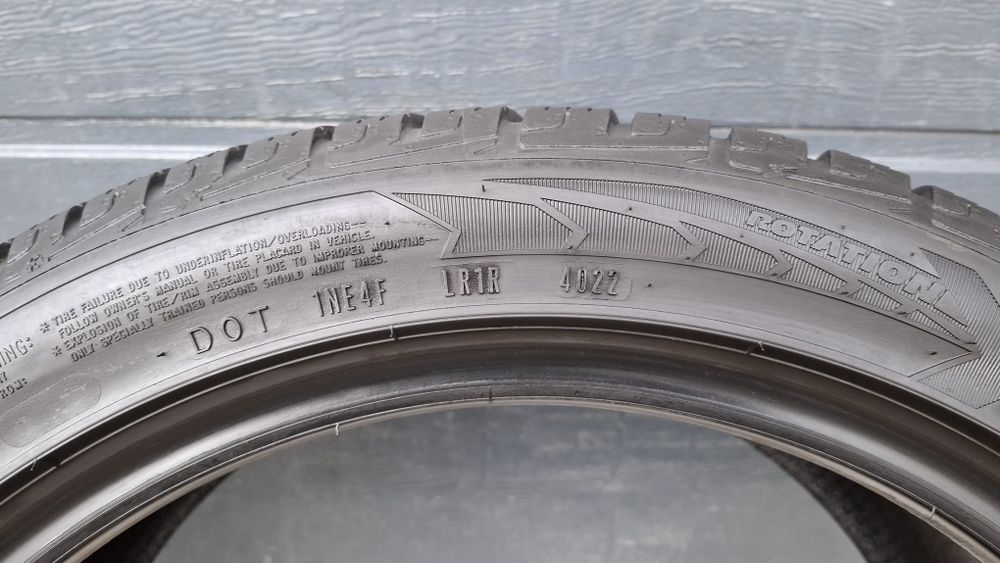 * TIRE FAILURE DUE TO UNDERINFLATION/OVERLOADING--
FOLLOW OWNER'S MANUAL OR TIRE PLACARD IN VEHICLE.
* EXPLOSION OF TIRE/RIM ASSEMBLY DUE TO IMPROPER MOUNTING--
ONLY SPECIALLY TRAINED PERSONS SHOULD MOUNT TIRES.
DOT 1NE4F LR1R 4022
ROTATION